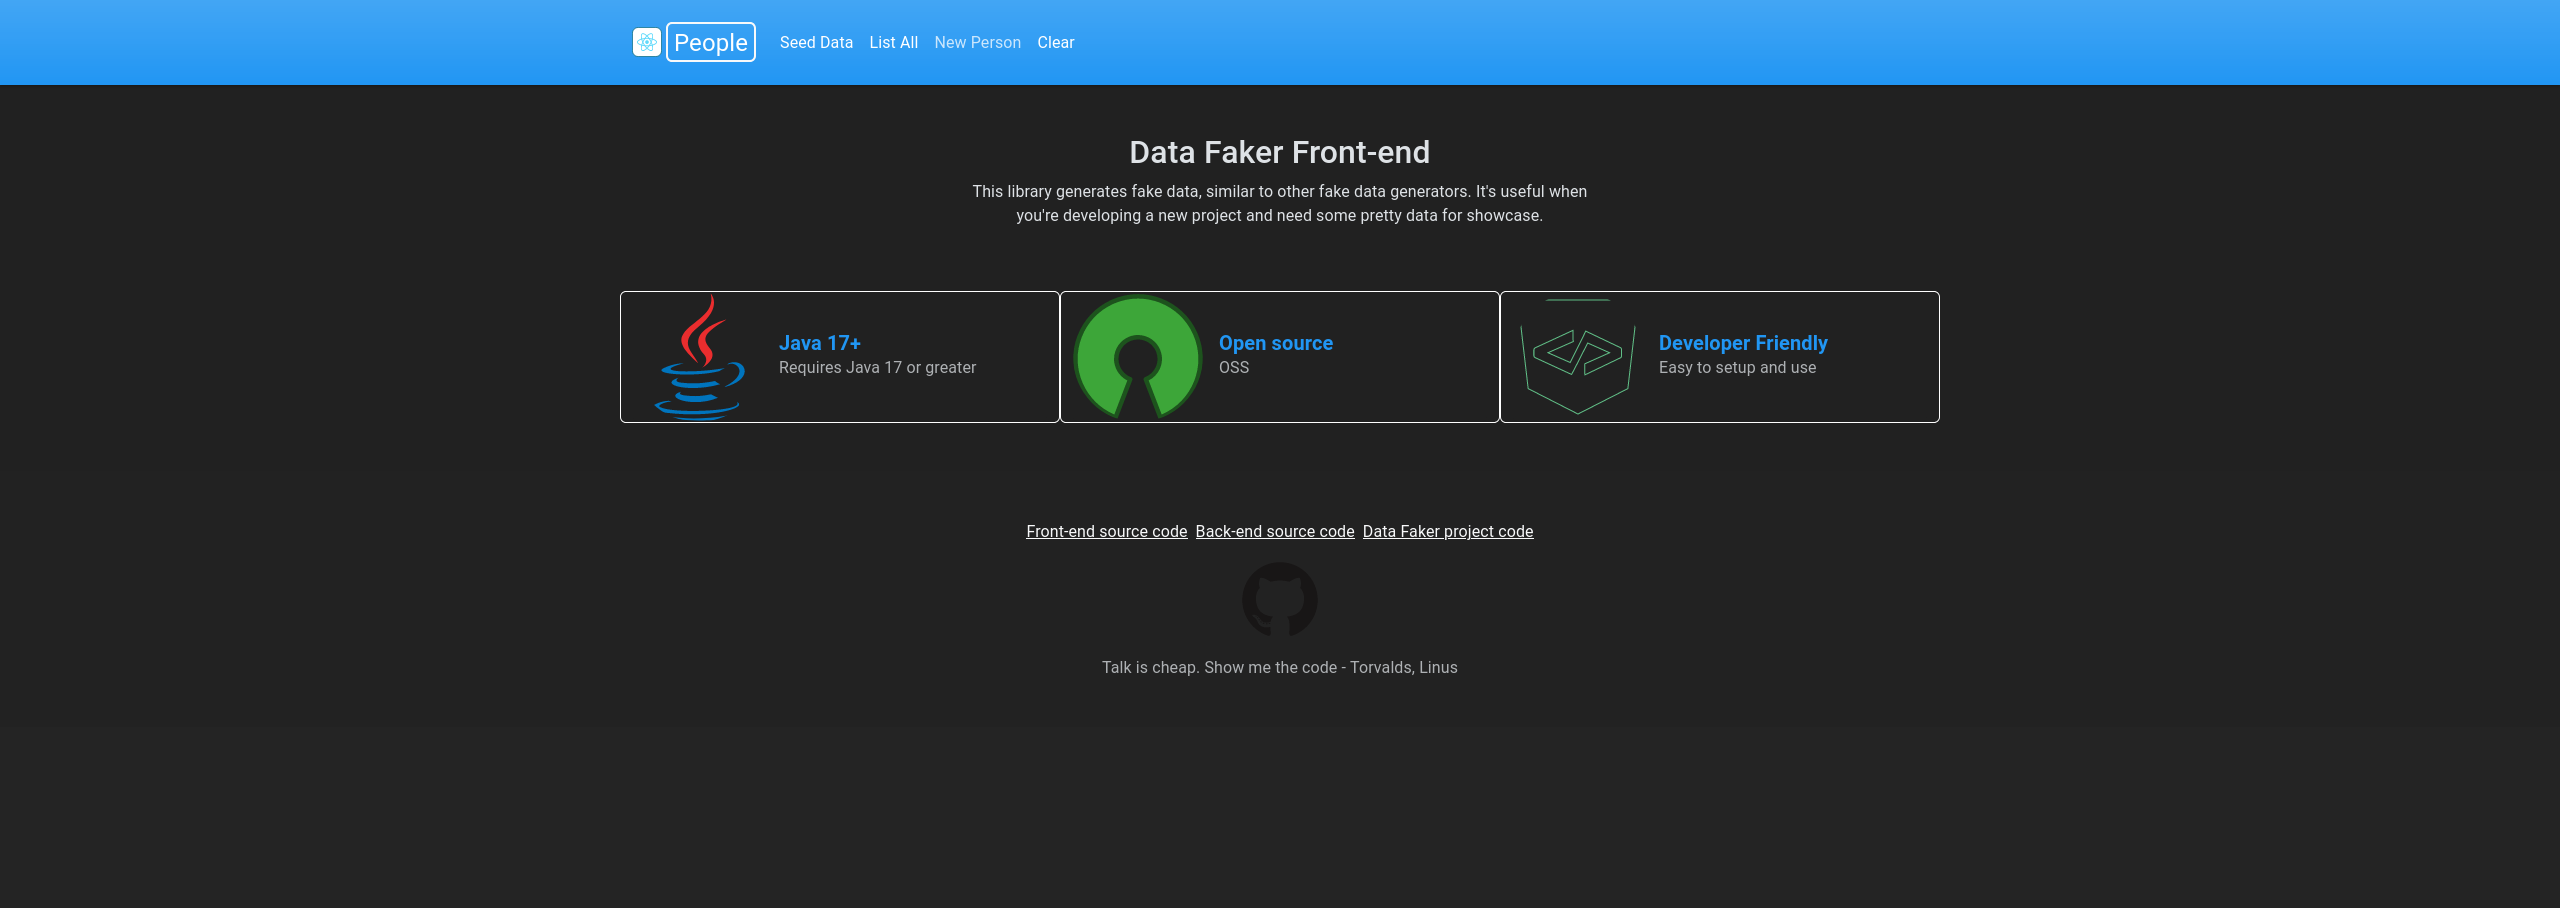 People Seed Data List All New Person Clear
Data Faker Front-end
This library generates fake data, similar to other fake data generators. It's useful when
you're developing a new project and need some pretty data for showcase.
Java 17+
Requires Java 17 or greater
Open source
OSS
Developer Friendly
Easy to setup and use
Front-end source code Back-end source code Data Faker project code
Talk is cheap. Show me the code - Torvalds, Linus